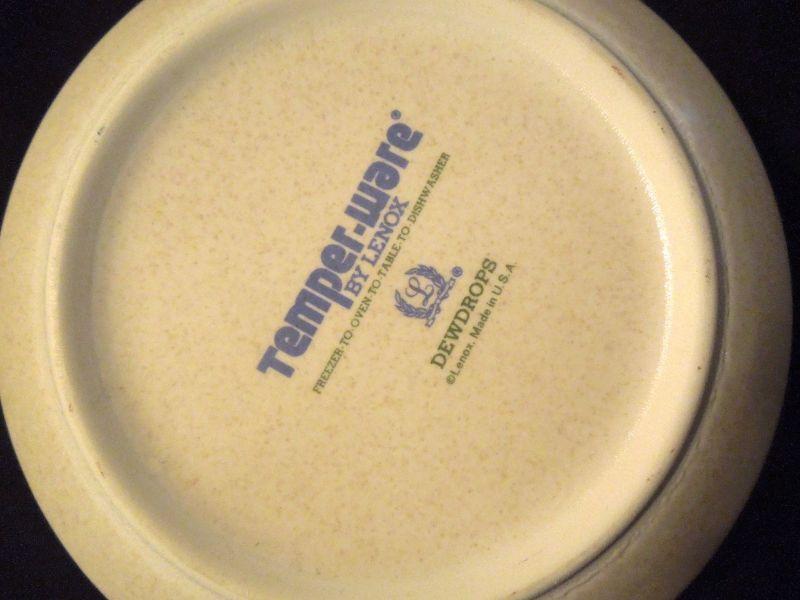 Temper-ware®
BY LENOX
FREEZER·TO·OVEN·TO·TABLE·TO·DISHWASHER
L®
DEWDROPS
©Lenox, Made in U.S.A.